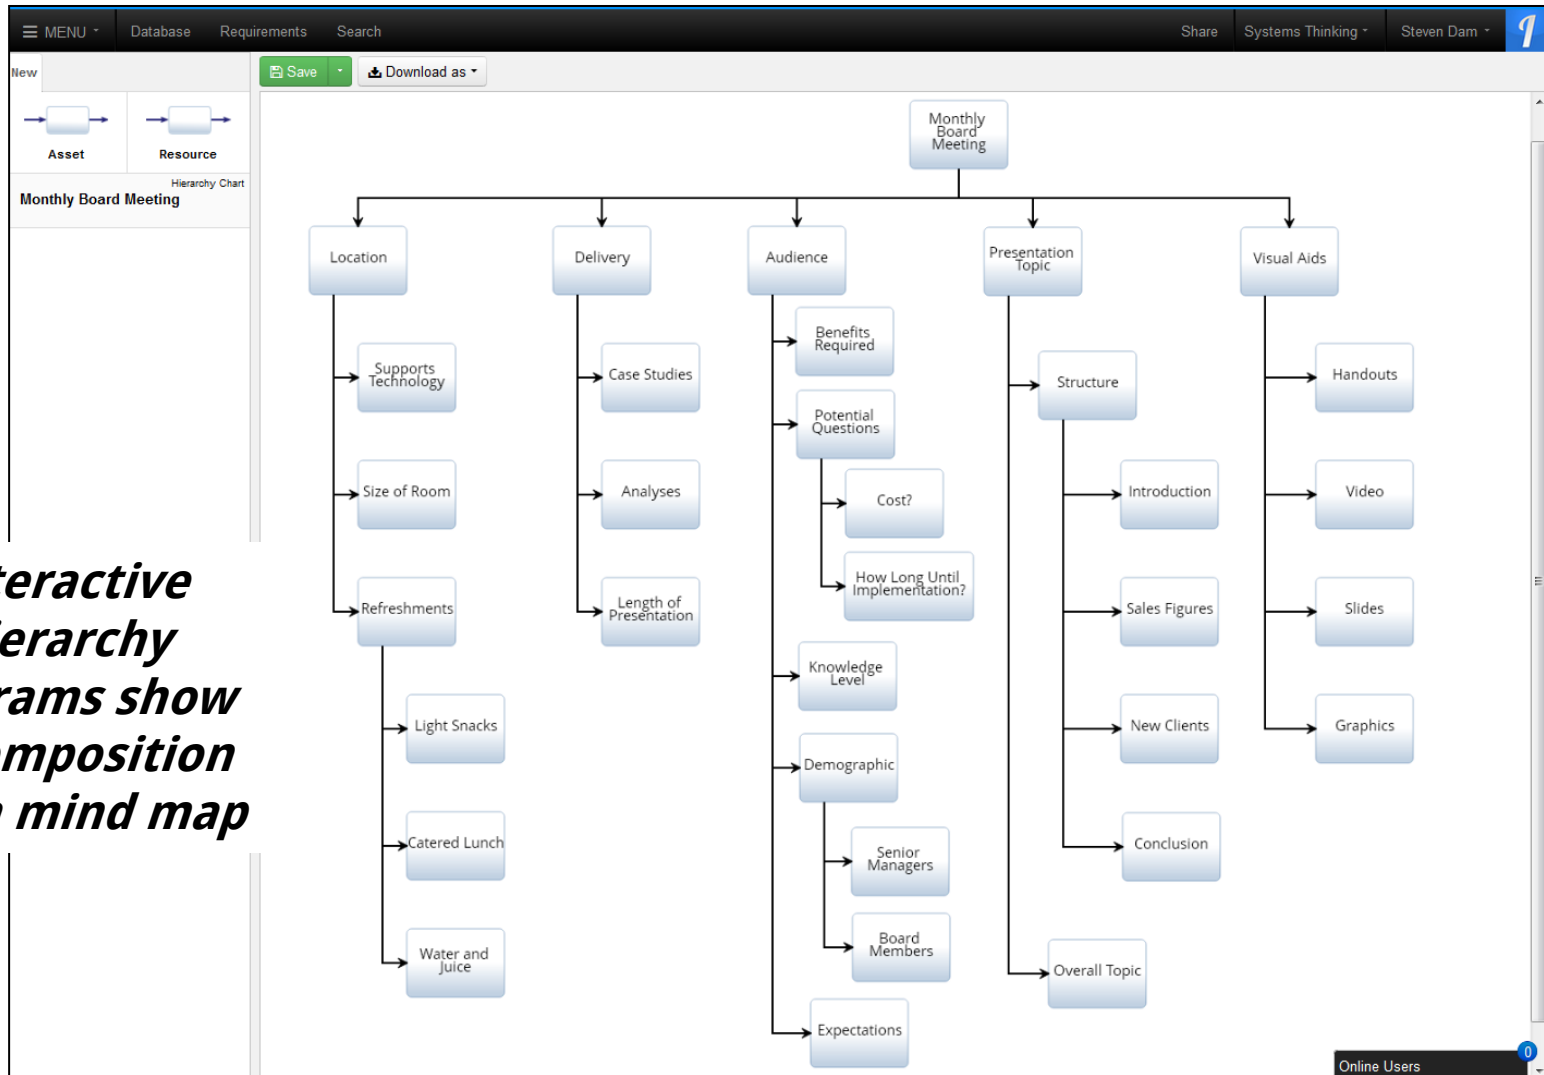 MENU
Database
Requirements
Search
Share
Systems Thinking
Steven Dam
New
Save
Download as
Asset
Resource
Hierarchy Chart
Monthly Board Meeting
Monthly
Board
Meeting
Location
Delivery
Audience
Presentation
Topic
Visual Aids
Supports
Technology
Size of Room
Refreshments
Light Snacks
Catered Lunch
Water and
Juice
Case Studies
Analyses
Length of
Presentation
Benefits
Required
Potential
Questions
Cost?
How Long Until
Implementation?
Knowledge
Level
Demographic
Senior
Managers
Board
Members
Expectations
Structure
Introduction
Sales Figures
New Clients
Conclusion
Overall Topic
Handouts
Video
Slides
Graphics
teractive
erarchy
rams show
omposition
mind map
0
Online Users